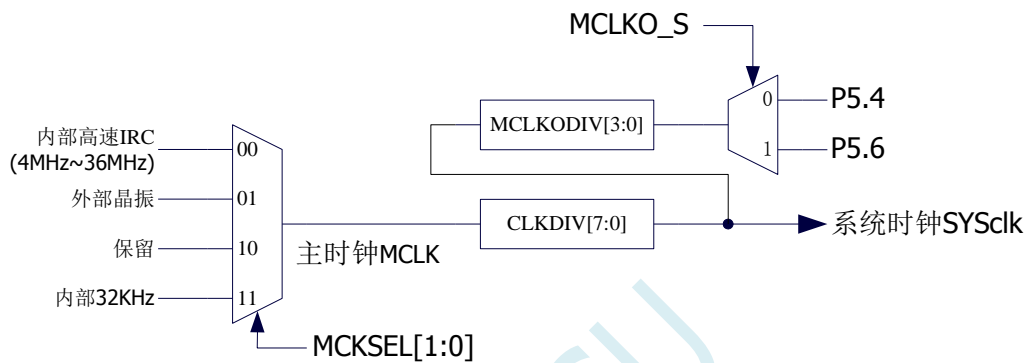 MCLKO_S
0
P5.4
MCLKODIV[3:0]
1
P5.6
内部高速IRC
(4MHz~36MHz)
00
外部晶振
01
CLKDIV[7:0]
系统时钟SYSclk
保留
10
主时钟MCLK
内部32KHz
11
MCKSEL[1:0]